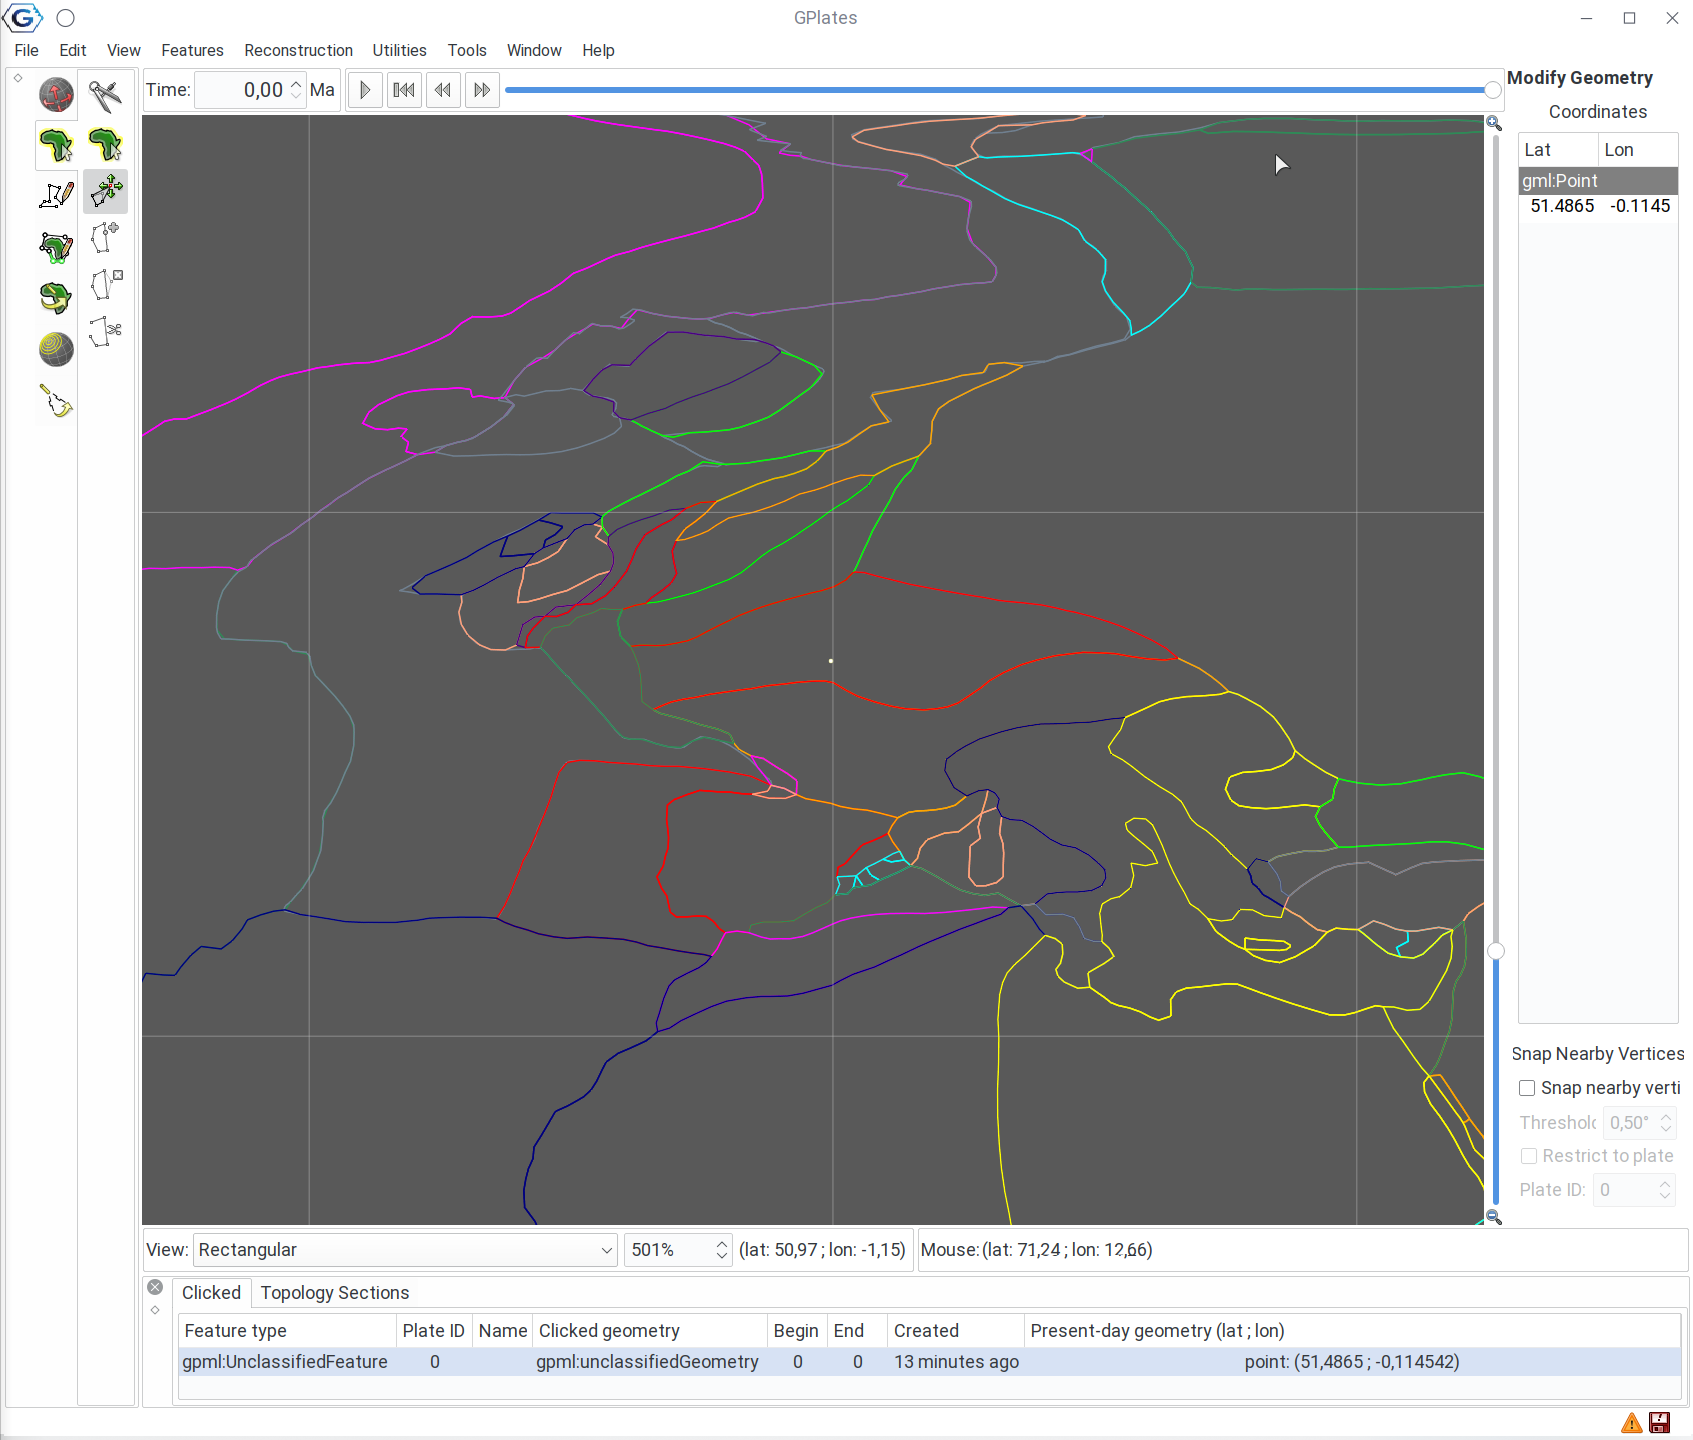 GPlates
File Edit View Features Reconstruction Utilities Tools Window Help
Time: 0,00 Ma
Modify Geometry
Coordinates
Lat Lon
gml:Point
51.4865 -0.1145
Snap Nearby Vertices
Snap nearby verti
Threshold 0,50°
Restrict to plate
Plate ID: 0
View: Rectangular 501% (lat: 50,97 ; lon: -1,15) Mouse: (lat: 71,24 ; lon: 12,66)
Clicked Topology Sections
Feature type Plate ID Name Clicked geometry Begin End Created Present-day geometry (lat ; lon)
gpml:UnclassifiedFeature 0 gpml:unclassifiedGeometry 0 0 13 minutes ago point: (51,4865 ; -0,114542)